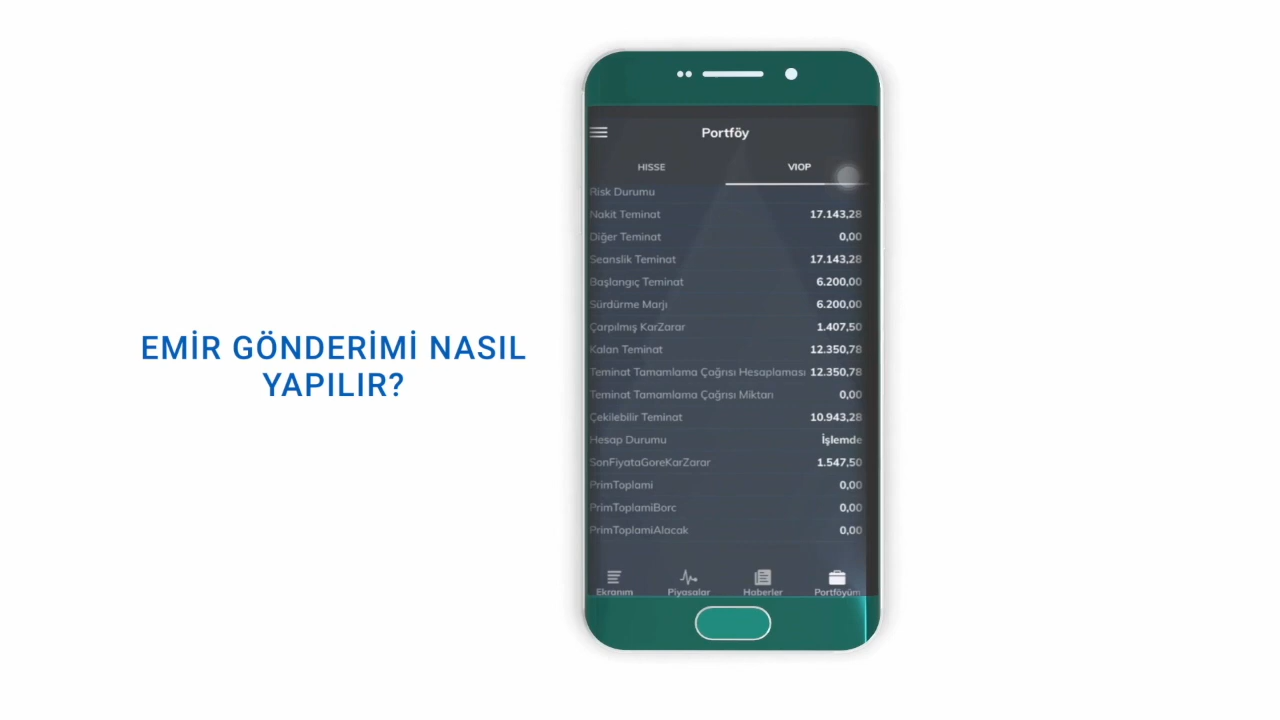 EMİR GÖNDERİMİ NASIL
YAPILIR?
Portföy
HISSE VIOP
Risk Durumu
Nakit Teminat 17.143,28
Diğer Teminat 0,00
Seanslik Teminat 17.143,28
Başlangıç Teminat 6.200,00
Sürdürme Marjı 6.200,00
Çarpılmış KarZarar 1.407,50
Kalan Teminat 12.350,78
Teminat Tamamlama Çağrısı Hesaplaması 12.350,78
Teminat Tamamlama Çağrısı Miktarı 0,00
Çekilebilir Teminat 10.943,28
Hesap Durumu İşlemde
SonFiyataGoreKarZarar 1.547,50
PrimToplami 0,00
PrimToplamiBorc 0,00
PrimToplamiAlacak 0,00
Ekranım Piyasalar Haberler Portföyüm